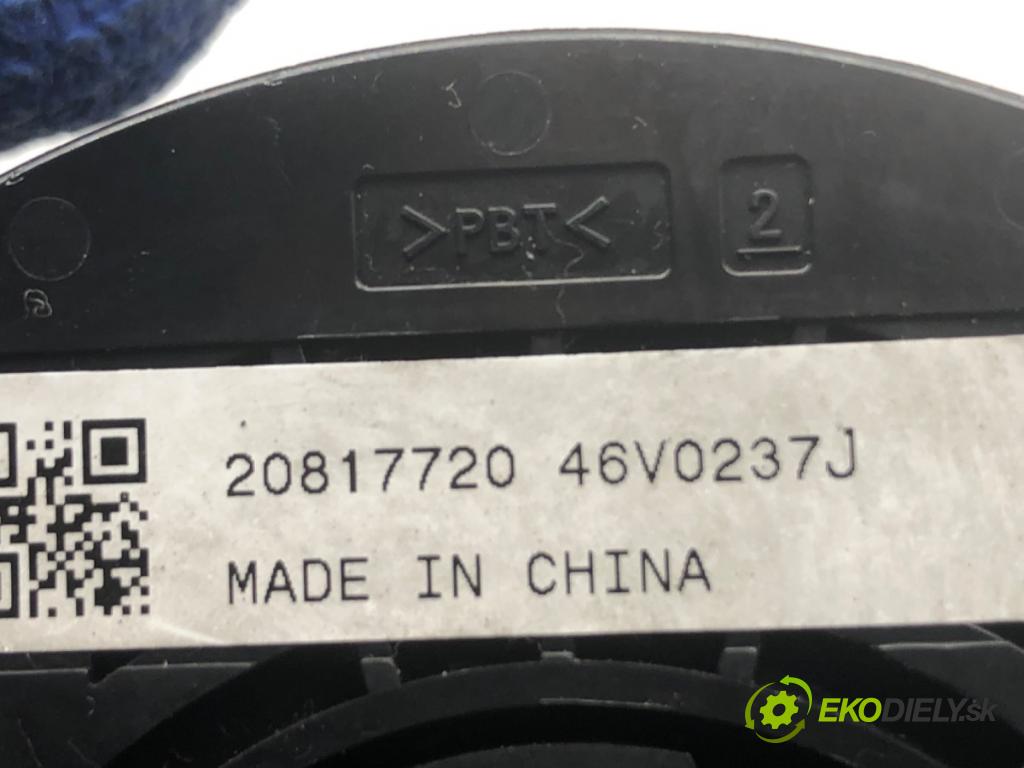 >PBT<
2
20817720 46V0237J
MADE IN CHINA
EKODIELY.sk